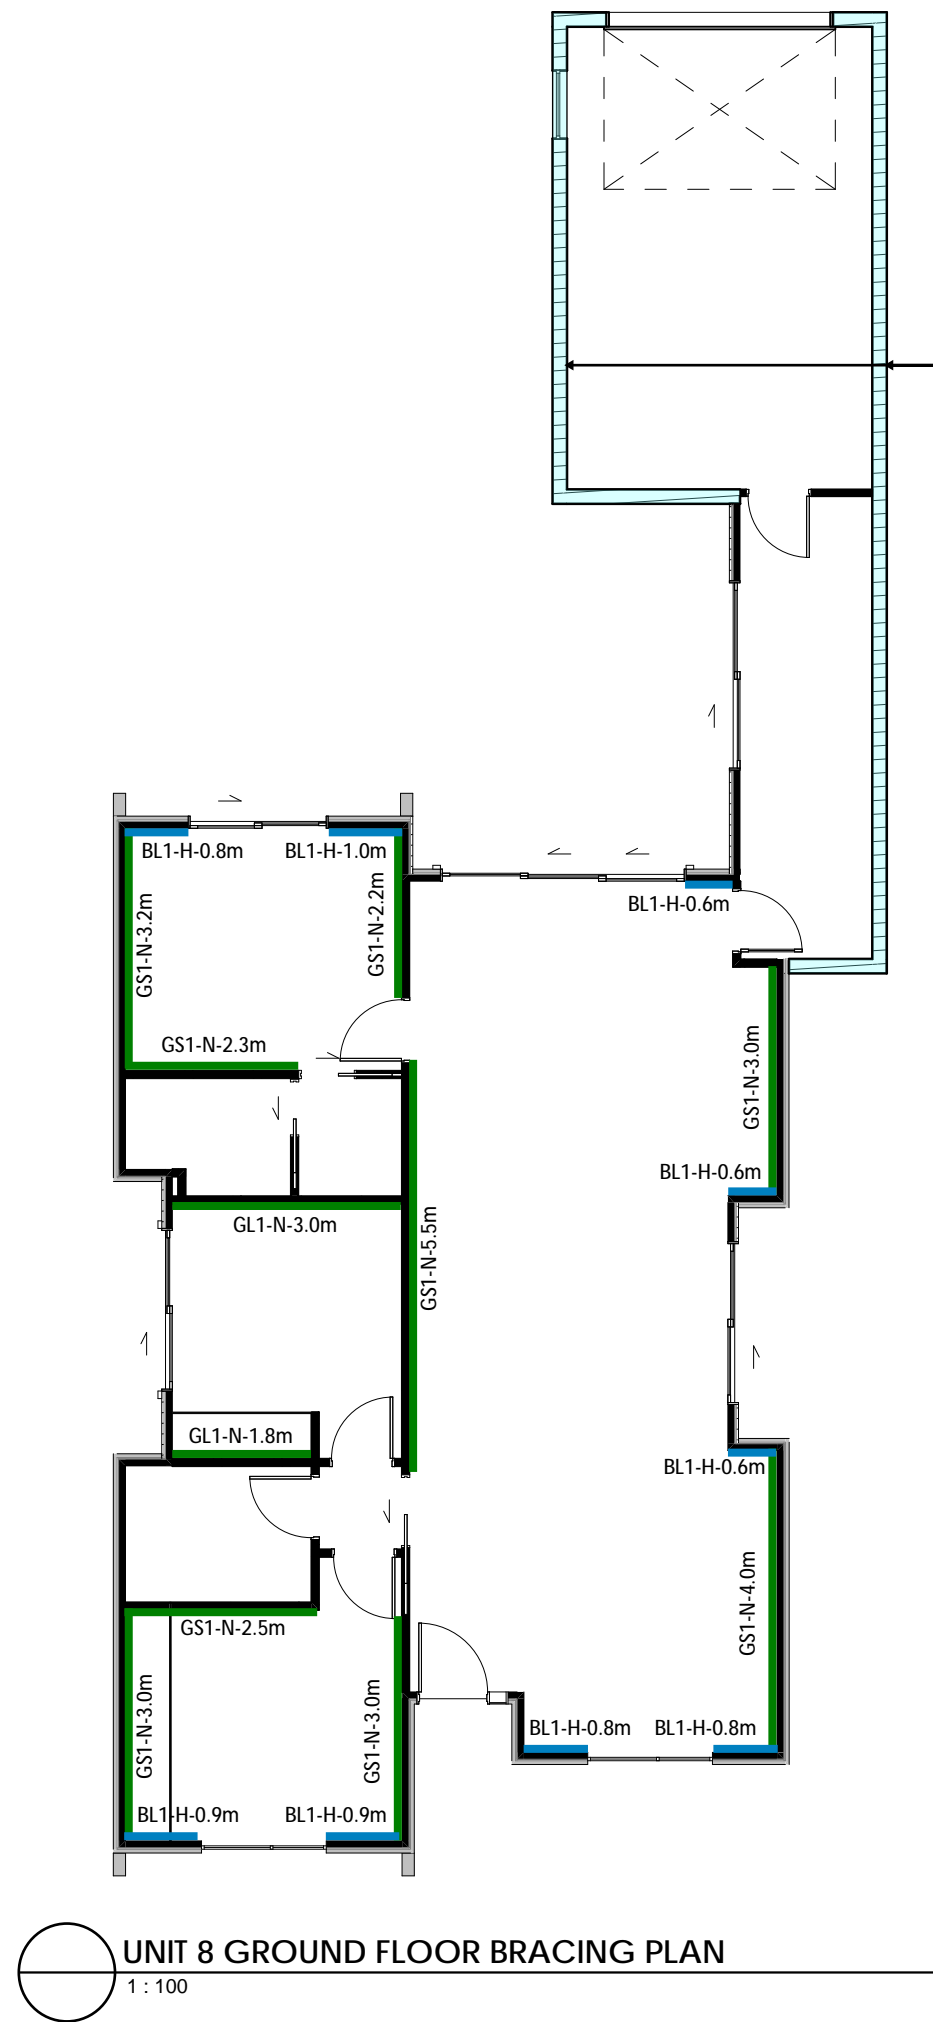 BL1-H-0.8m BL1-H-1.0m
GS1-N-3.2m
GS1-N-2.2m
BL1-H-0.6m
GS1-N-2.3m
GS1-N-3.0m
BL1-H-0.6m
GL1-N-3.0m
GS1-N-5.5m
GL1-N-1.8m
BL1-H-0.6m
GS1-N-2.5m
GS1-N-4.0m
GS1-N-3.0m
GS1-N-3.0m
BL1-H-0.8m BL1-H-0.8m
BL1-H-0.9m BL1-H-0.9m
UNIT 8 GROUND FLOOR BRACING PLAN
1 : 100